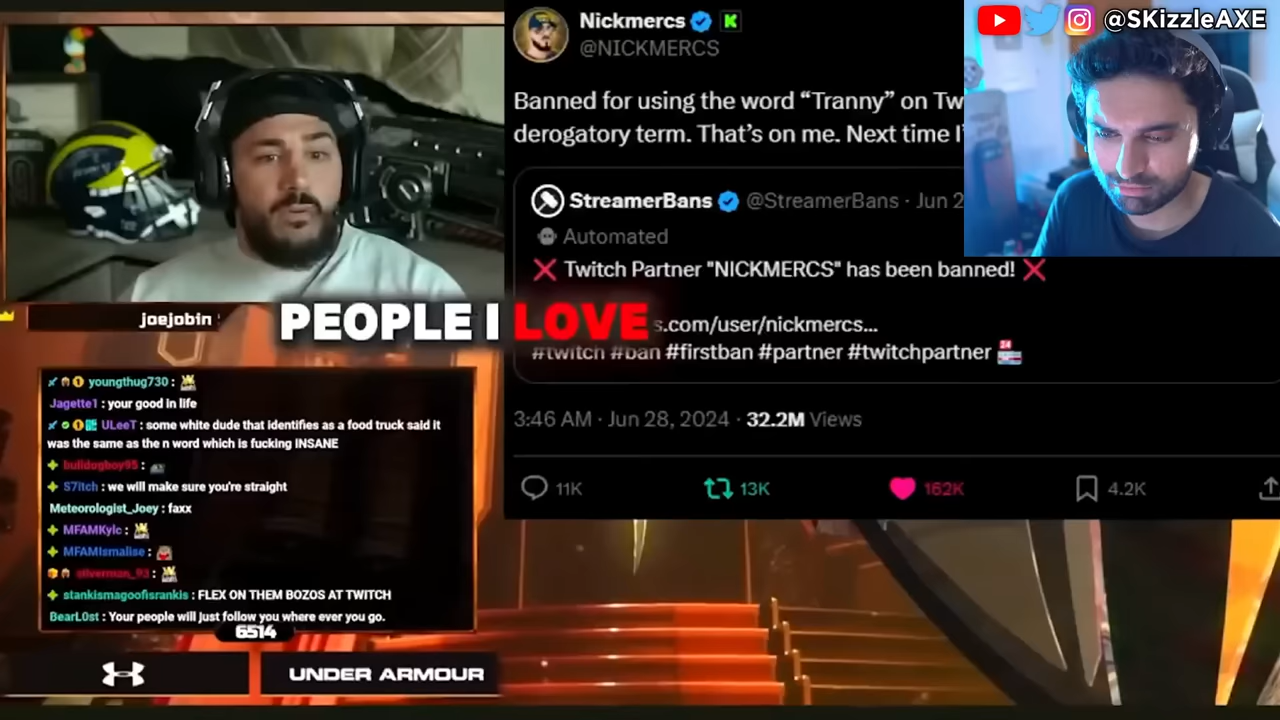 @SKizzleAXE
Nickmercs
@NICKMERCS
Banned for using the word “Tranny” on Tw
derogatory term. That’s on me. Next time I’
StreamerBans @StreamerBans · Jun 2
Automated
Twitch Partner "NICKMERCS" has been banned!
s.com/user/nickmercs...
#twitch #ban #firstban #partner #twitchpartner
3:46 AM · Jun 28, 2024 · 32.2M Views
11K 13K 162K 4.2K
PEOPLE I LOVE
joejobin
youngthug730 :
Jagette1 : your good in life
ULeeT : some white dude that identifies as a food truck said it
was the same as the n word which is fucking INSANE
bulldogboy95 :
S7itch : we will make sure you're straight
Meteorologist_Joey : faxx
MFAMKylc :
MFAMIsmalise :
silverman_93 :
stankismagoofisrankis : FLEX ON THEM BOZOS AT TWITCH
BearL0st : Your people will just follow you where ever you go.
6514
UNDER ARMOUR